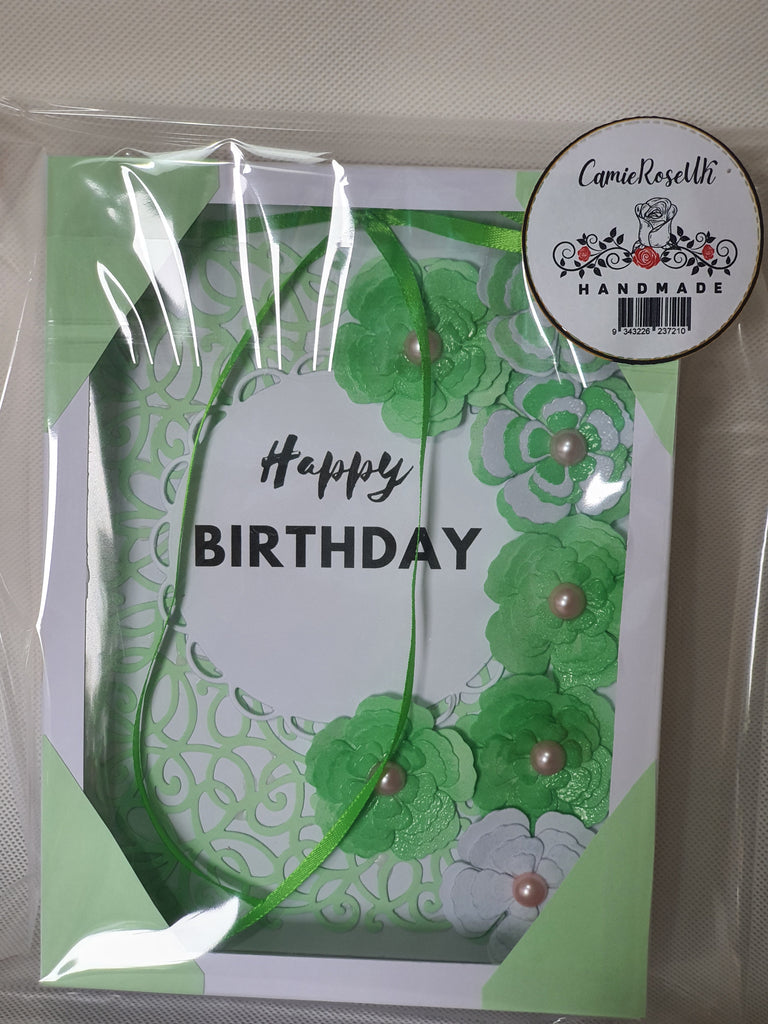 CamieRoseUK
HANDMADE
9 343226 237210
Happy
BIRTHDAY